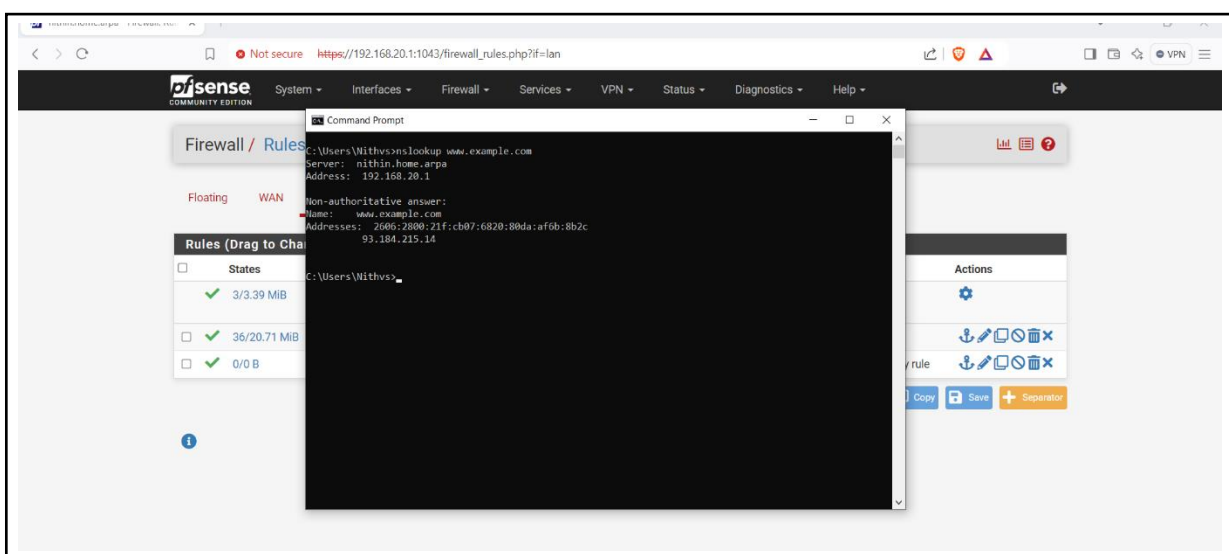 Not secure https://192.168.20.1:1043/firewall_rules.php?if=lan
VPN
pfsense
COMMUNITY EDITION
System Interfaces Firewall Services VPN Status Diagnostics Help
Firewall / Rules
Floating WAN
Rules (Drag to Cha
States
Actions
3/3.39 MiB
36/20.71 MiB
0/0 B
y rule
Copy Save Separator
Command Prompt
C:\Users\Nithvs>nslookup www.example.com
Server: nithin.home.arpa
Address: 192.168.20.1
Non-authoritative answer:
Name: www.example.com
Addresses: 2606:2800:21f:cb07:6820:80da:af6b:8b2c
93.184.215.14
C:\Users\Nithvs>